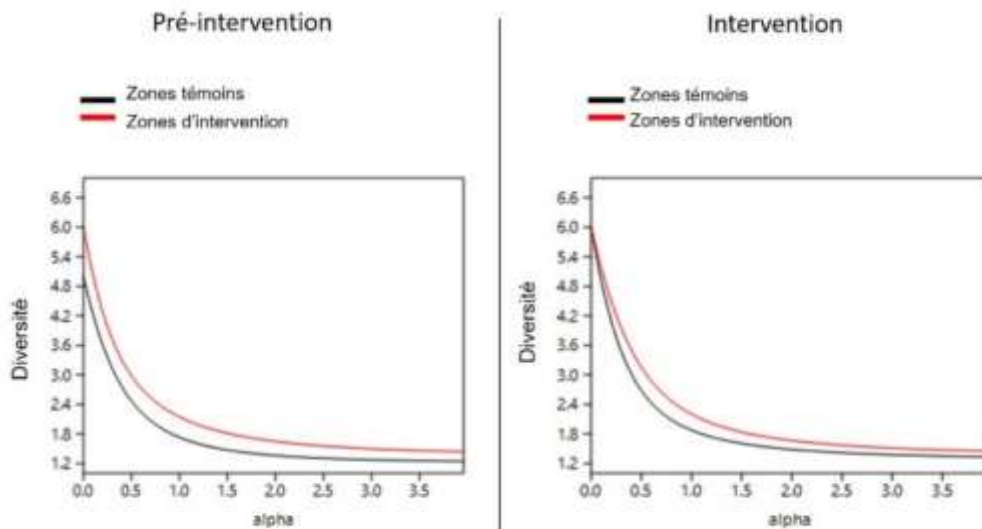 Pré-intervention
Zones témoins
Zones d'intervention
6.6
6.0
5.4
4.8
4.2
3.6
3.0
2.4
1.8
1.2
Diversité
0.0 0.5 1.0 1.5 2.0 2.5 3.0 3.5
alpha
Intervention
Zones témoins
Zones d'intervention
6.6
6.0
5.4
4.8
4.2
3.6
3.0
2.4
1.8
1.2
Diversité
0.0 0.5 1.0 1.5 2.0 2.5 3.0 3.5
alpha